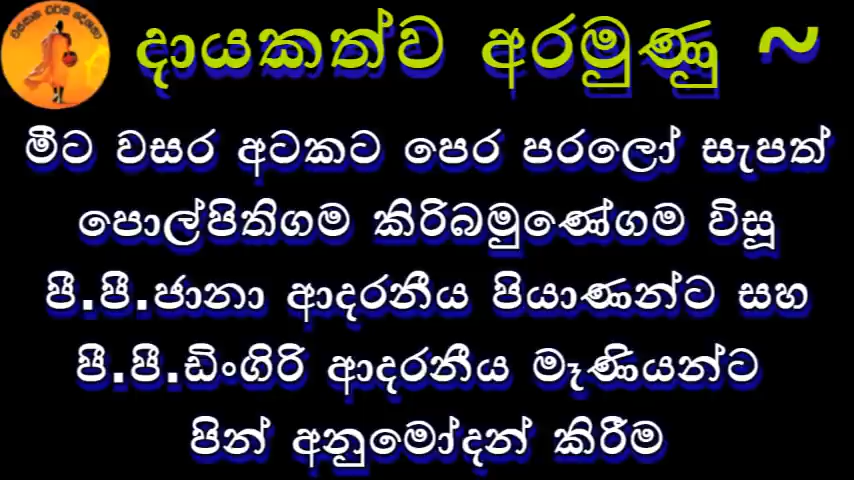 දායකත්ව අරමුණු ~
මීට වසර අටකට පෙර පරලෝ සැපත්
පොල්පිතිගම කිරිබමුණේගම විසූ
පී.පී.ජානා ආදරනීය පියාණන්ට සහ
පී.පී.ඩිංගිරි ආදරනීය මෑණියන්ට
පින් අනුමෝදන් කිරීම